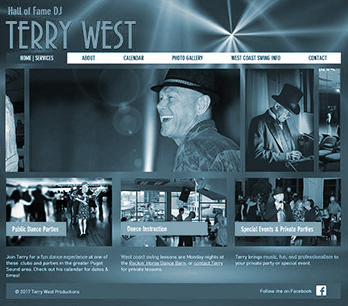 Hall of Fame DJ
TERRY WEST
HOME | SERVICES ABOUT CALENDAR PHOTO GALLERY WEST COAST SWING INFO CONTACT
Public Dance Parties
Dance Instruction
Special Events & Private Parties
Join Terry for a fun dance experience at one of
these clubs and parties in the greater Puget
Sound area. Check out his calendar for dates &
times!
West coast swing lessons are Monday nights at
the Rockin' Horse Dance Barn, or contact Terry
for private lessons.
Terry brings music, fun, and professionalism to
your private party or special event.
© 2017 Terry West Productions
Follow me on Facebook